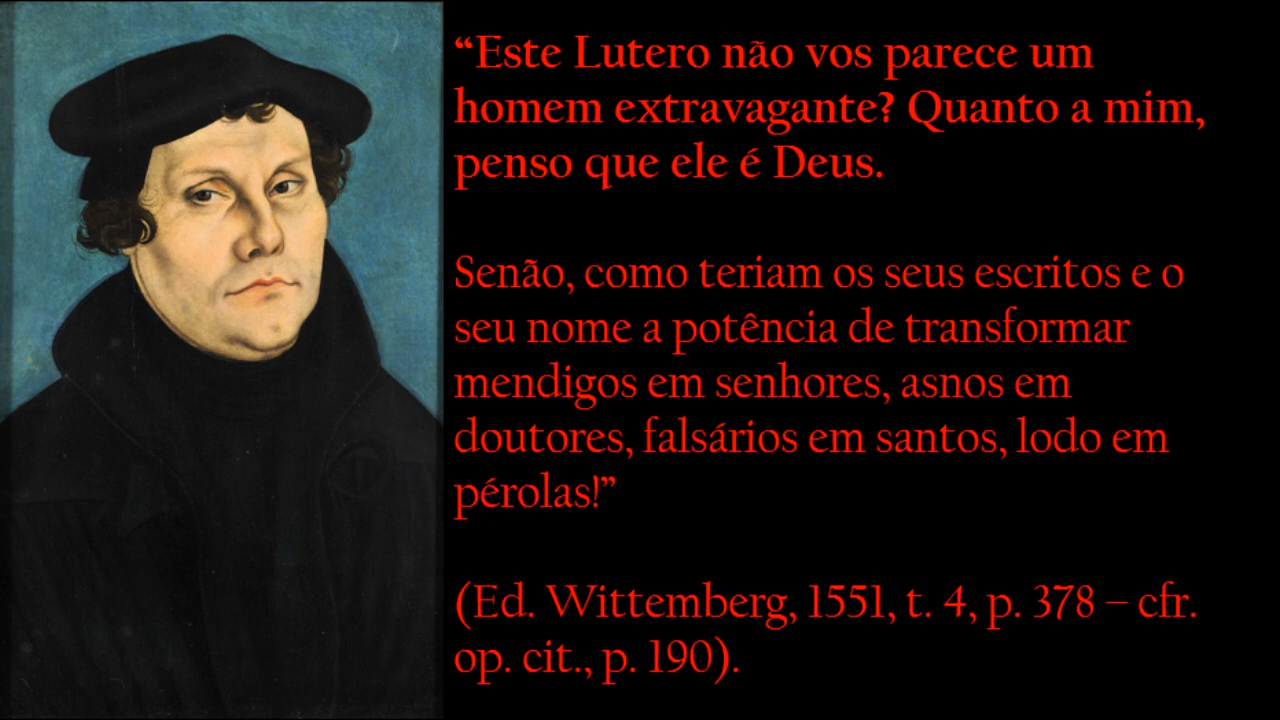 “Este Lutero não vos parece um
homem extravagante? Quanto a mim,
penso que ele é Deus.
Senão, como teriam os seus escritos e o
seu nome a potência de transformar
mendigos em senhores, asnos em
doutores, falsários em santos, lodo em
pérolas!”
(Ed. Wittemberg, 1551, t. 4, p. 378 – cfr.
op. cit., p. 190).